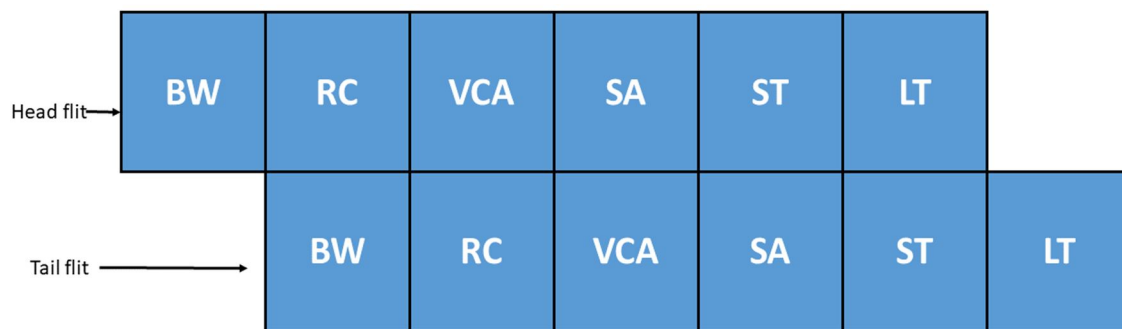 Head flit BW RC VCA SA ST LT
Tail flit BW RC VCA SA ST LT